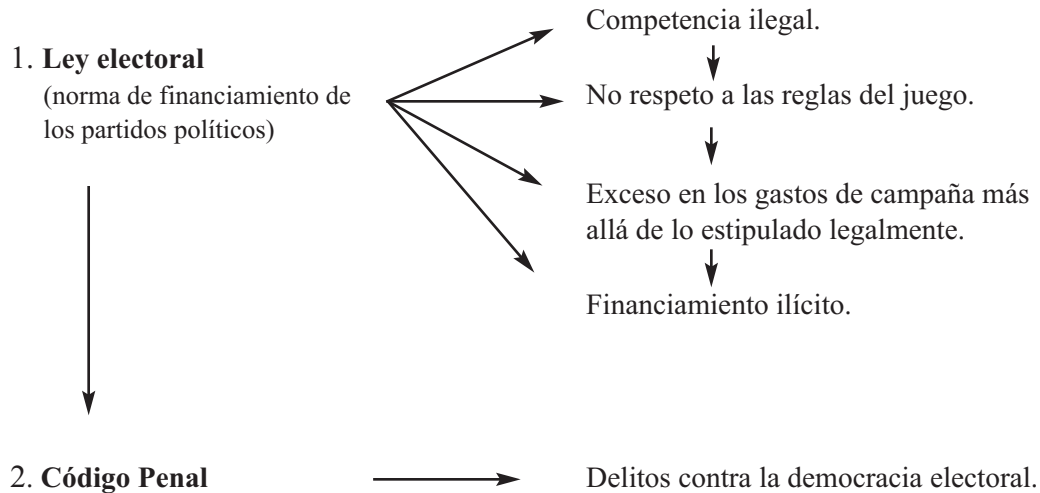 1. Ley electoral
(norma de financiamiento de
los partidos políticos)
Competencia ilegal.
No respeto a las reglas del juego.
Exceso en los gastos de campaña más
allá de lo estipulado legalmente.
Financiamiento ilícito.
2. Código Penal
Delitos contra la democracia electoral.